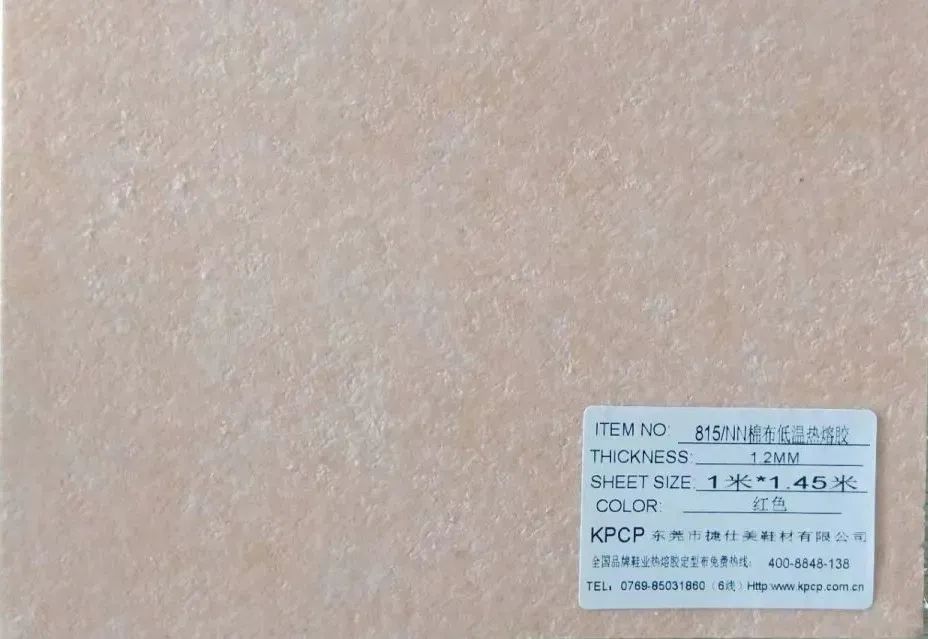 ITEM NO: 815/NN棉布低温热熔胶
THICKNESS: 1.2MM
SHEET SIZE: 1米*1.45米
COLOR: 红色
KPCP 东莞市捷仕美鞋材有限公司
全国品牌鞋业热熔胶定型布免费热线: 400-8848-138
TEL: 0769-85031860（6线）Http:www.kpcp.com.cn